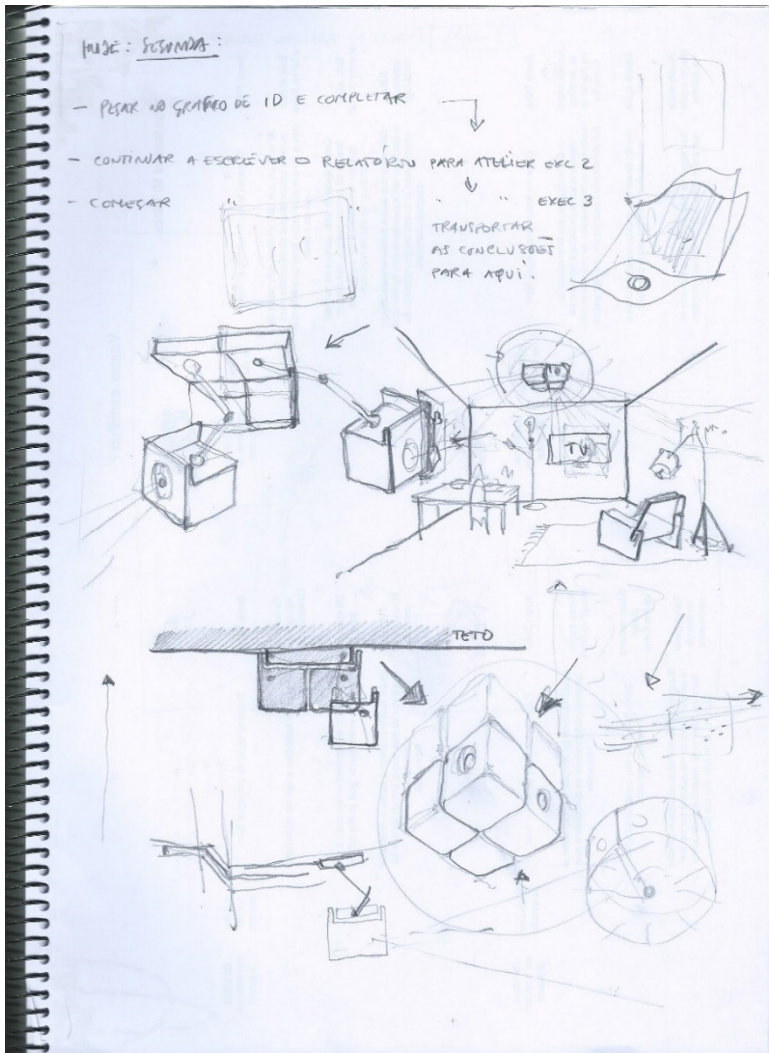 HOJE: SEGUNDA:
- PEGAR NO GRÁFICO DE ID E COMPLETAR
- CONTINUAR A ESCREVER O RELATÓRIO PARA ATELIER EXC 2
- COMEÇAR " " " EXEC 3
TRANSPORTAR
AS CONCLUSÕES
PARA AQUI.
TV
TETO